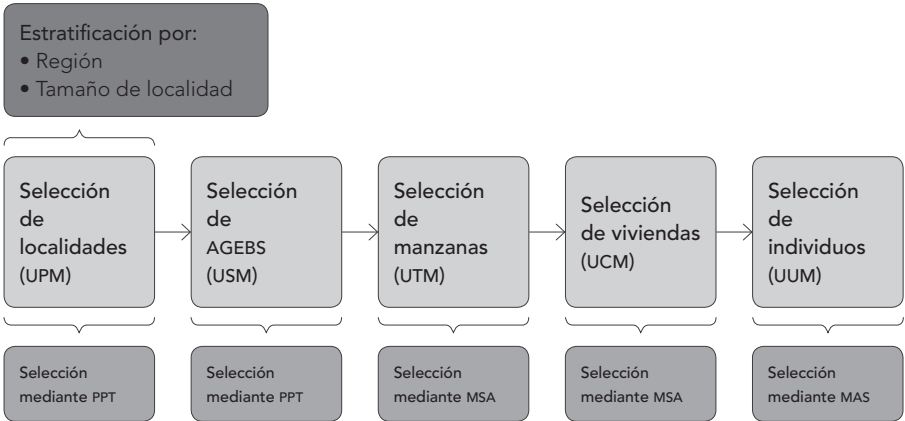 Estratificación por:
• Región
• Tamaño de localidad
Selección
de
localidades
(UPM)
Selección
de
AGEBS
(USM)
Selección
de
manzanas
(UTM)
Selección
de viviendas
(UCM)
Selección
de
individuos
(UUM)
Selección
mediante PPT
Selección
mediante PPT
Selección
mediante MSA
Selección
mediante MSA
Selección
mediante MAS